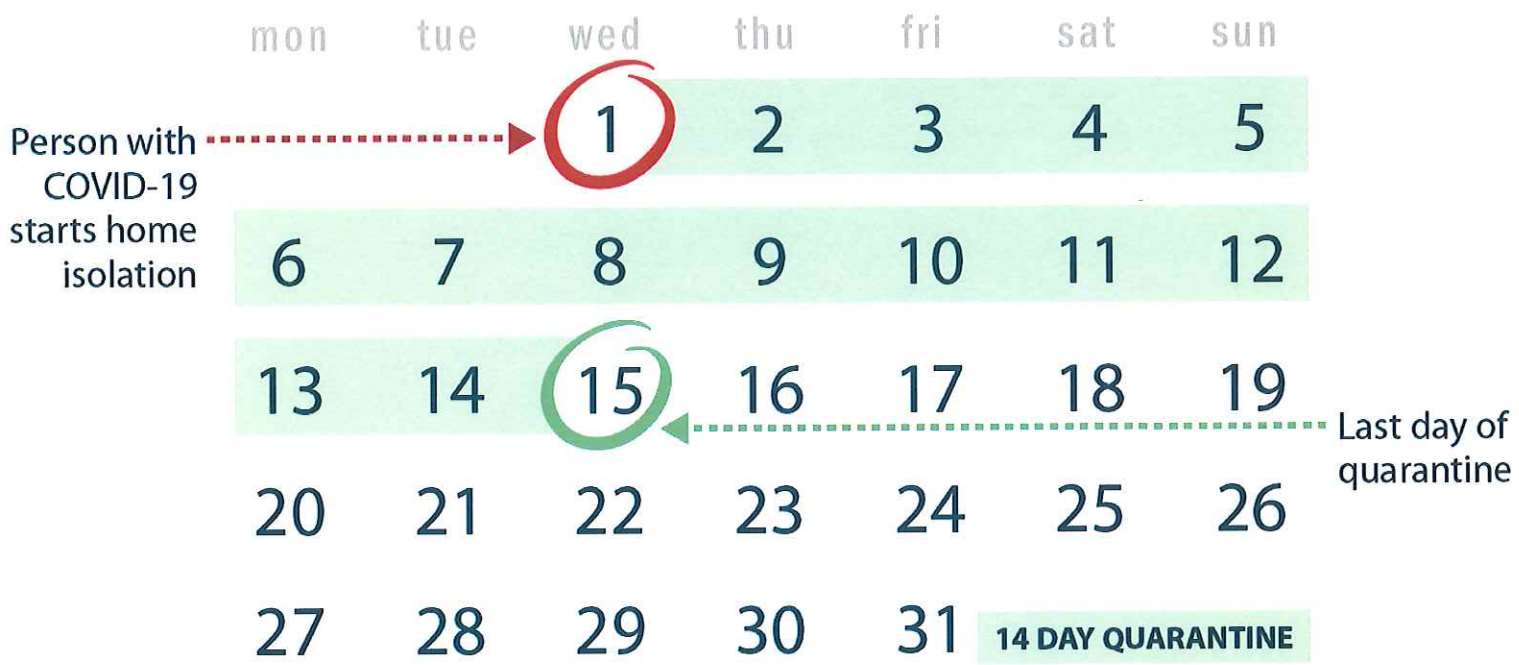 mon tue wed thu fri sat sun
1 2 3 4 5
Person with
COVID-19
starts home
isolation
6 7 8 9 10 11 12
13 14 15 16 17 18 19
Last day of
quarantine
20 21 22 23 24 25 26
27 28 29 30 31 14 DAY QUARANTINE